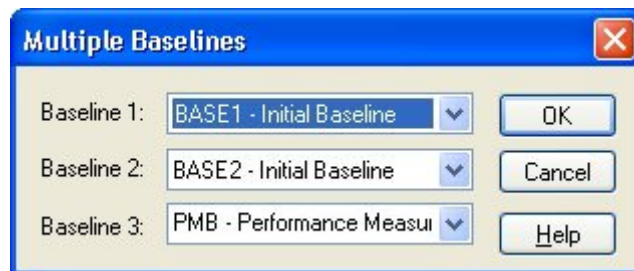 Multiple Baselines
Baseline 1: BASE1 - Initial Baseline OK
Baseline 2: BASE2 - Initial Baseline Cancel
Baseline 3: PMB - Performance Measur Help